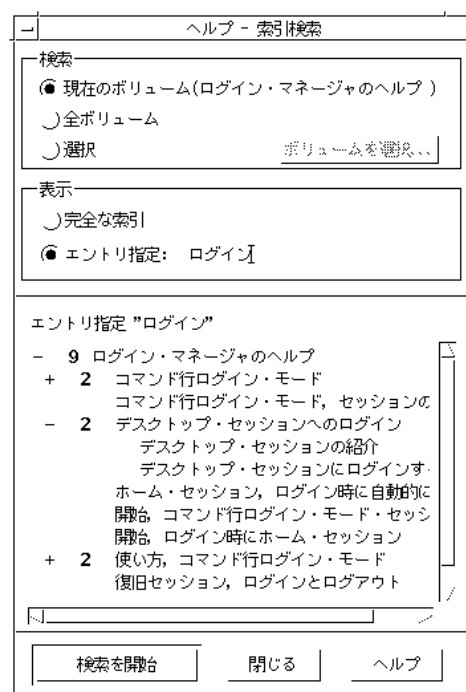 ヘルプ - 索引検索
検索
現在のボリューム(ログイン・マネージャのヘルプ )
全ボリューム
選択 ボリュームを選択...
表示
完全な索引
エントリ指定: ログイン
エントリ指定 "ログイン"
- 9 ログイン・マネージャのヘルプ
+ 2 コマンド行ログイン・モード
コマンド行ログイン・モード, セッションの
- 2 デスクトップ・セッションへのログイン
デスクトップ・セッションの紹介
デスクトップ・セッションにログインす
ホーム・セッション, ログイン時に自動的に
開始, コマンド行ログイン・モード・セッシ
開始, ログイン時にホーム・セッション
+ 2 使い方, コマンド行ログイン・モード
復旧セッション, ログインとログアウト
検索を開始 閉じる ヘルプ